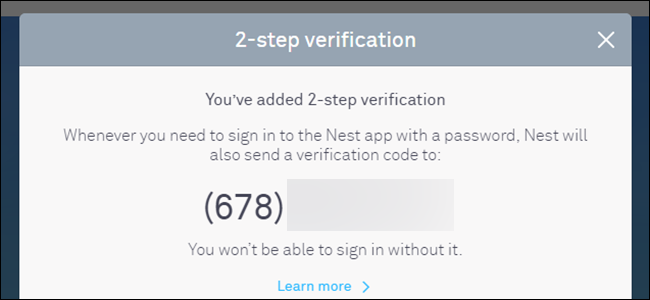 2-step verification
You've added 2-step verification
Whenever you need to sign in to the Nest app with a password, Nest will
also send a verification code to:
(678)
You won't be able to sign in without it.
Learn more